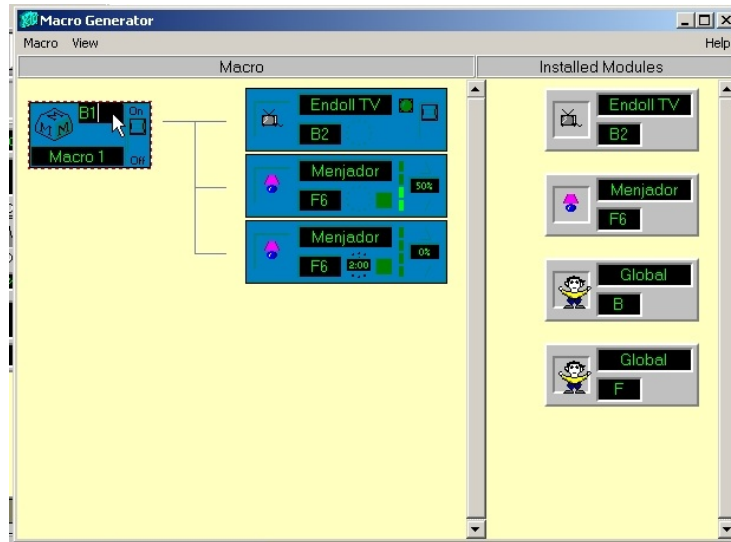 Macro Generator
Macro View Help
Macro Installed Modules
B1 On
M M
Macro 1 Off
Endoll TV
B2
Menjador
F6 50%
Menjador
F6 2:00 0%
Endoll TV
B2
Menjador
F6
Global
B
Global
F